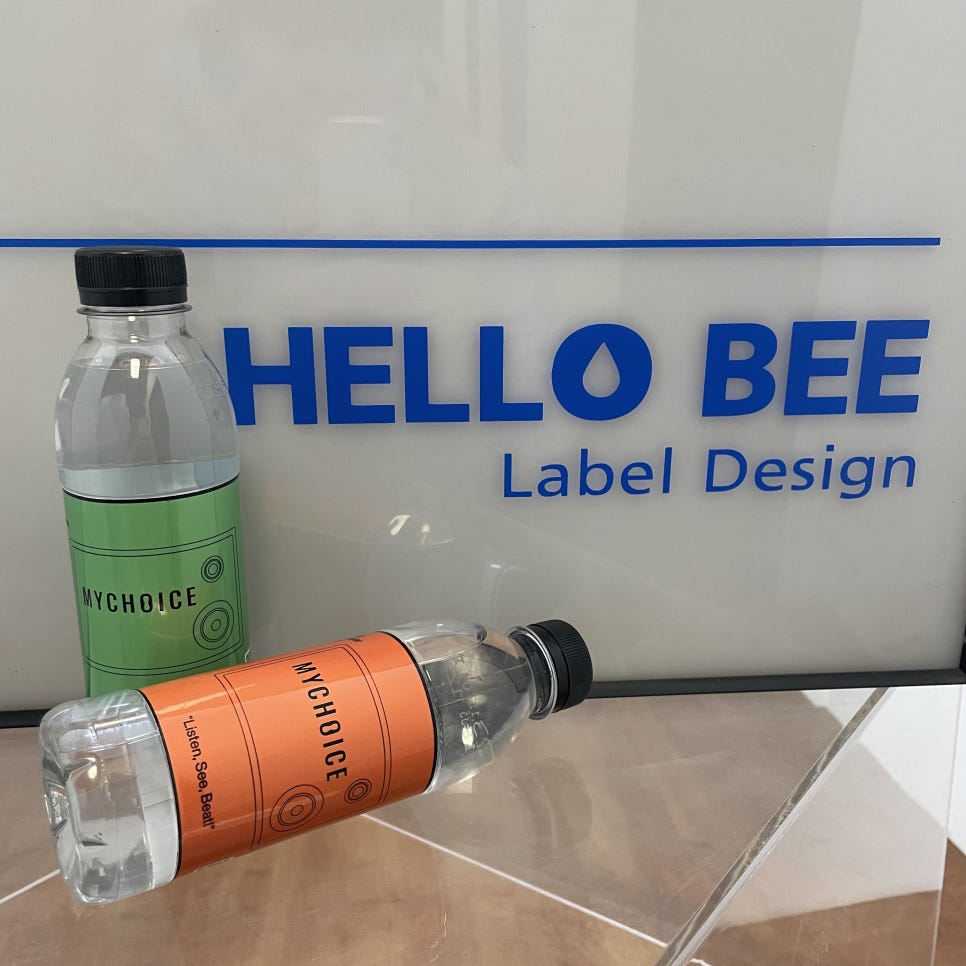 HELLO BEE
Label Design
MYCHOICE
MYCHOICE
"Listen, See, Beat!"